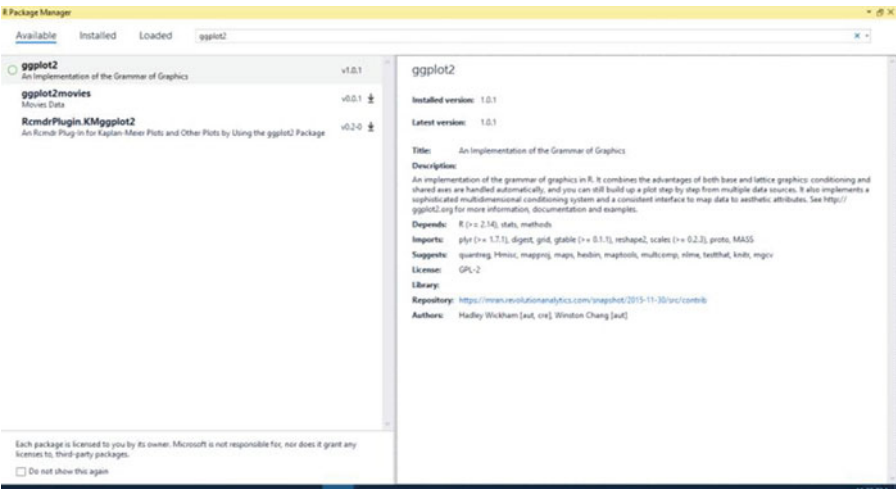 R Package Manager
Available Installed Loaded ggplot2
ggplot2 v1.0.1
An Implementation of the Grammar of Graphics
ggplot2movies v0.0.1
Movies Data
RcmdrPlugin.KMggplot2 v0.2-0
An Rcmdr Plug-In for Kaplan-Meier Plots and Other Plots by Using the ggplot2 Package
Each package is licensed to you by its owner. Microsoft is not responsible for, nor does it grant any
licenses to, third-party packages.
Do not show this again
ggplot2
Installed version: 1.0.1
Latest version: 1.0.1
Title: An Implementation of the Grammar of Graphics
Description:
An implementation of the grammar of graphics in R. It combines the advantages of both base and lattice graphics: conditioning and
shared axes are handled automatically, and you can still build up a plot step by step from multiple data sources. It also implements a
sophisticated multidimensional conditioning system and a consistent interface to map data to aesthetic attributes. See http://
ggplot2.org for more information, documentation and examples.
Depends: R (>= 2.14), stats, methods
Imports: plyr (>= 1.7.1), digest, grid, gtable (>= 0.1.1), reshape2, scales (>= 0.2.3), proto, MASS
Suggests: quantreg, Hmisc, mapproj, maps, hexbin, maptools, multcomp, nlme, testthat, knitr, mgcv
License: GPL-2
Library:
Repository: https://mran.revolutionanalytics.com/snapshot/2015-11-30/src/contrib
Authors: Hadley Wickham [aut, cre], Winston Chang [aut]